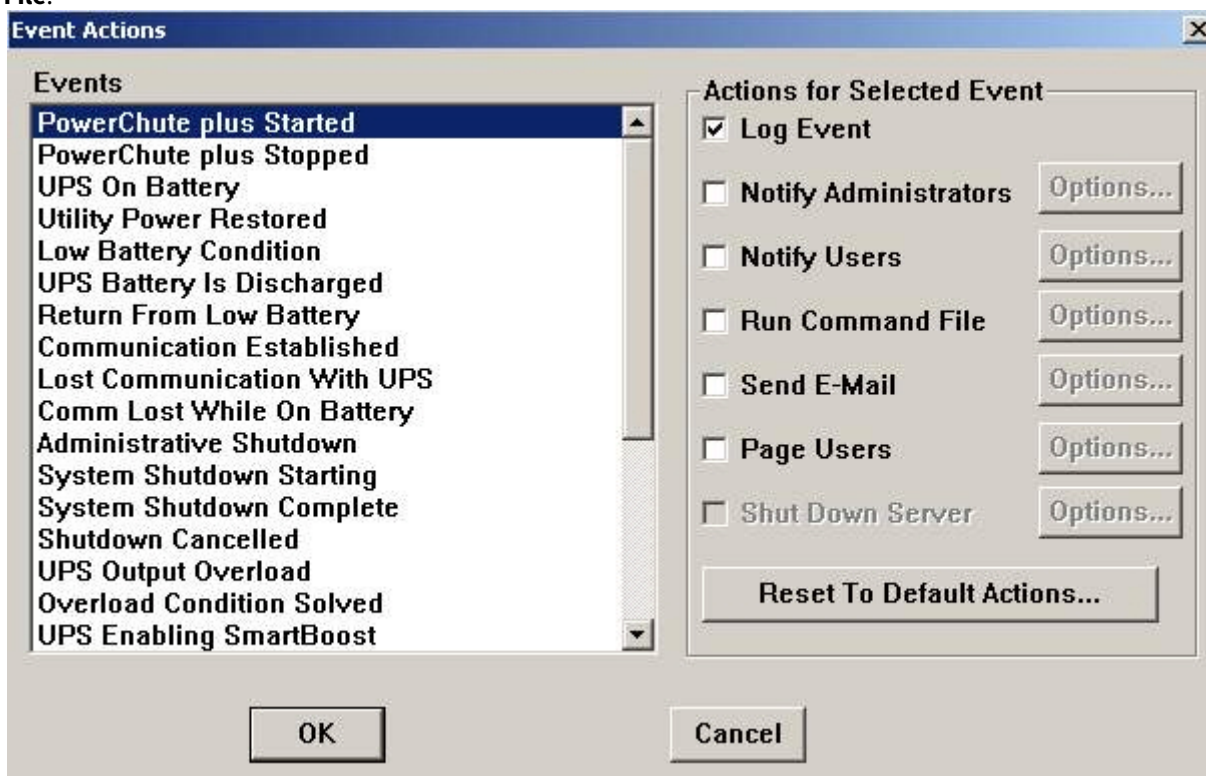 File.
Event Actions
Events
PowerChute plus Started
PowerChute plus Stopped
UPS On Battery
Utility Power Restored
Low Battery Condition
UPS Battery Is Discharged
Return From Low Battery
Communication Established
Lost Communication With UPS
Comm Lost While On Battery
Administrative Shutdown
System Shutdown Starting
System Shutdown Complete
Shutdown Cancelled
UPS Output Overload
Overload Condition Solved
UPS Enabling SmartBoost
Actions for Selected Event
Log Event
Notify Administrators Options...
Notify Users Options...
Run Command File Options...
Send E-Mail Options...
Page Users Options...
Shut Down Server Options...
Reset To Default Actions...
OK Cancel